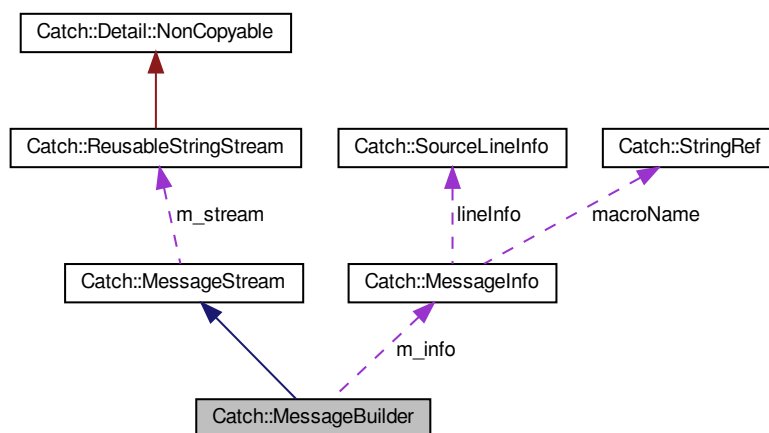 Catch::Detail::NonCopyable
Catch::ReusableStringStream
Catch::SourceLineInfo
Catch::StringRef
m_stream
lineInfo
macroName
Catch::MessageStream
Catch::MessageInfo
m_info
Catch::MessageBuilder